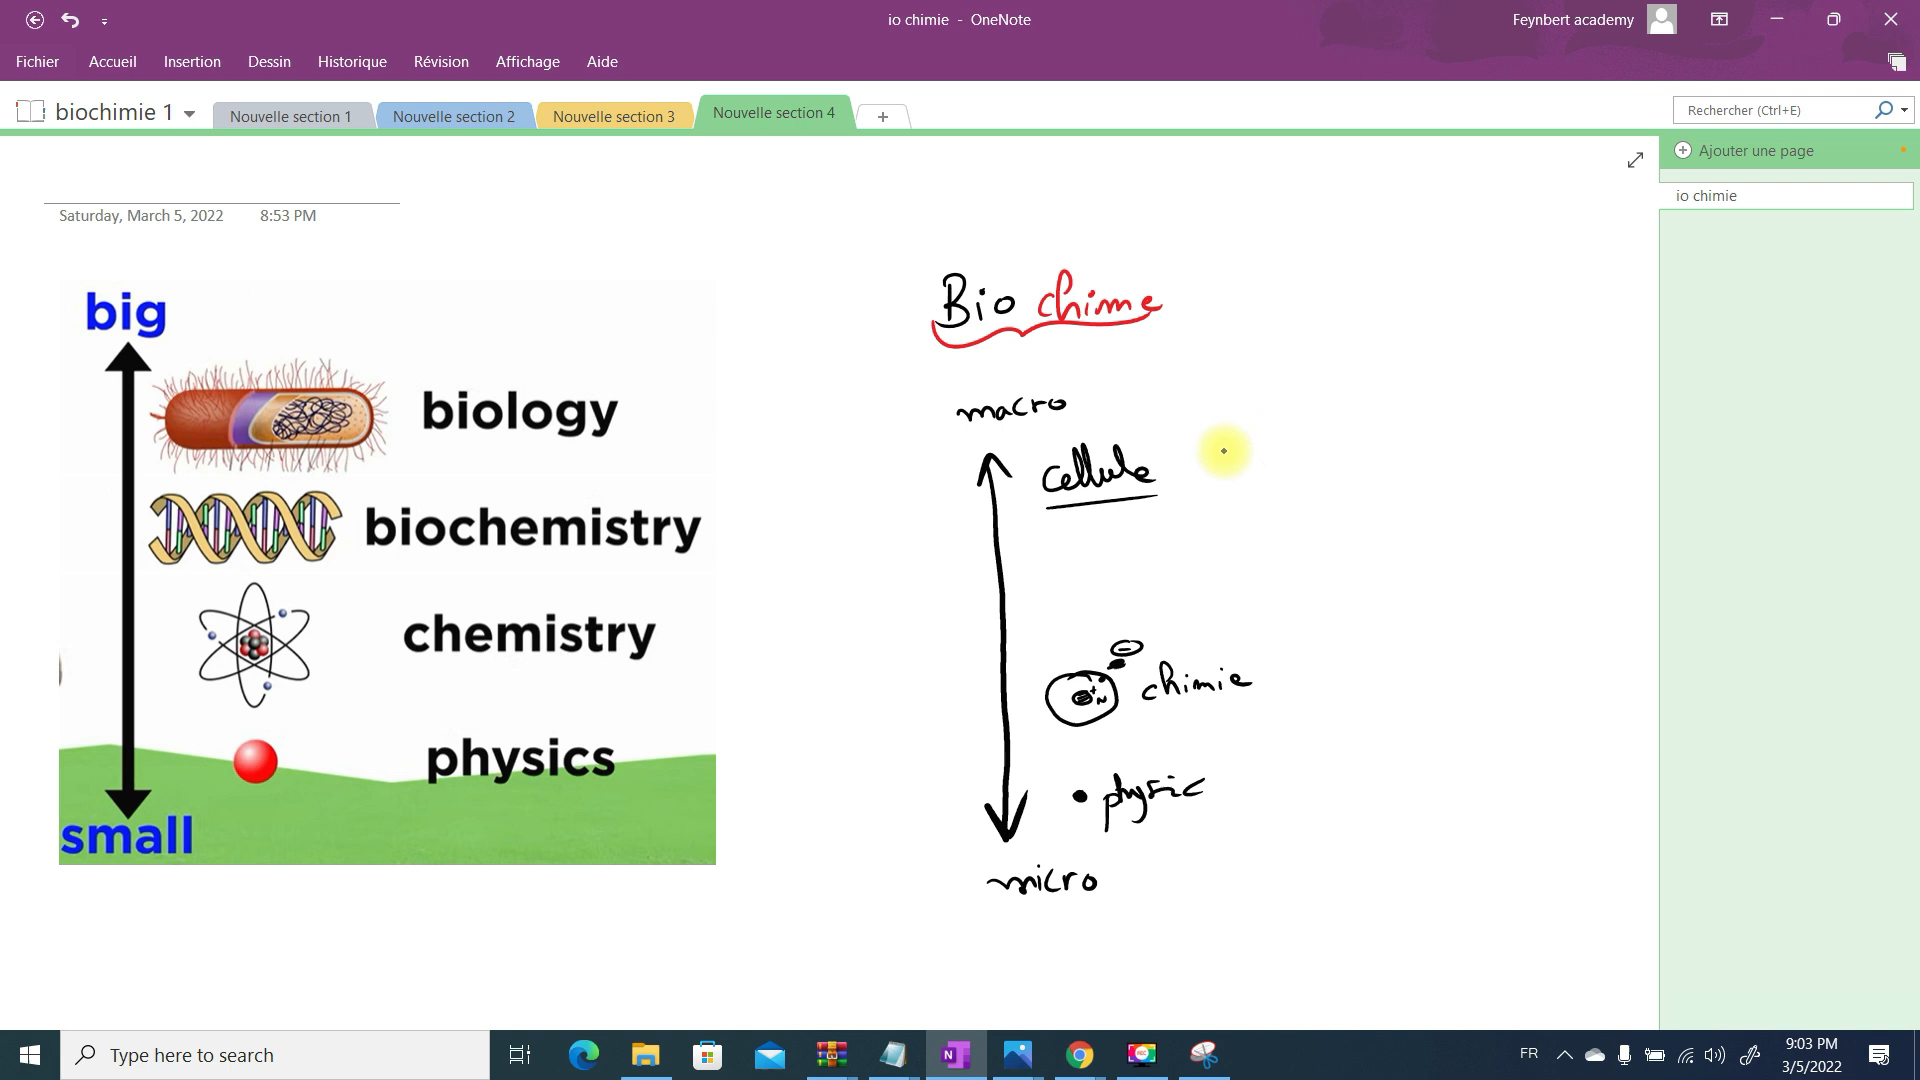 io chimie - OneNote
Feynbert academy
Fichier Accueil Insertion Dessin Historique Révision Affichage Aide
biochimie 1
Nouvelle section 1
Nouvelle section 2
Nouvelle section 3
Nouvelle section 4
+
Rechercher (Ctrl+E)
Ajouter une page
io chimie
Saturday, March 5, 2022 8:53 PM
big
biology
biochemistry
chemistry
physics
small
Bio chime
macro
cellule
chimie
physic
micro
Type here to search
FR
9:03 PM
3/5/2022